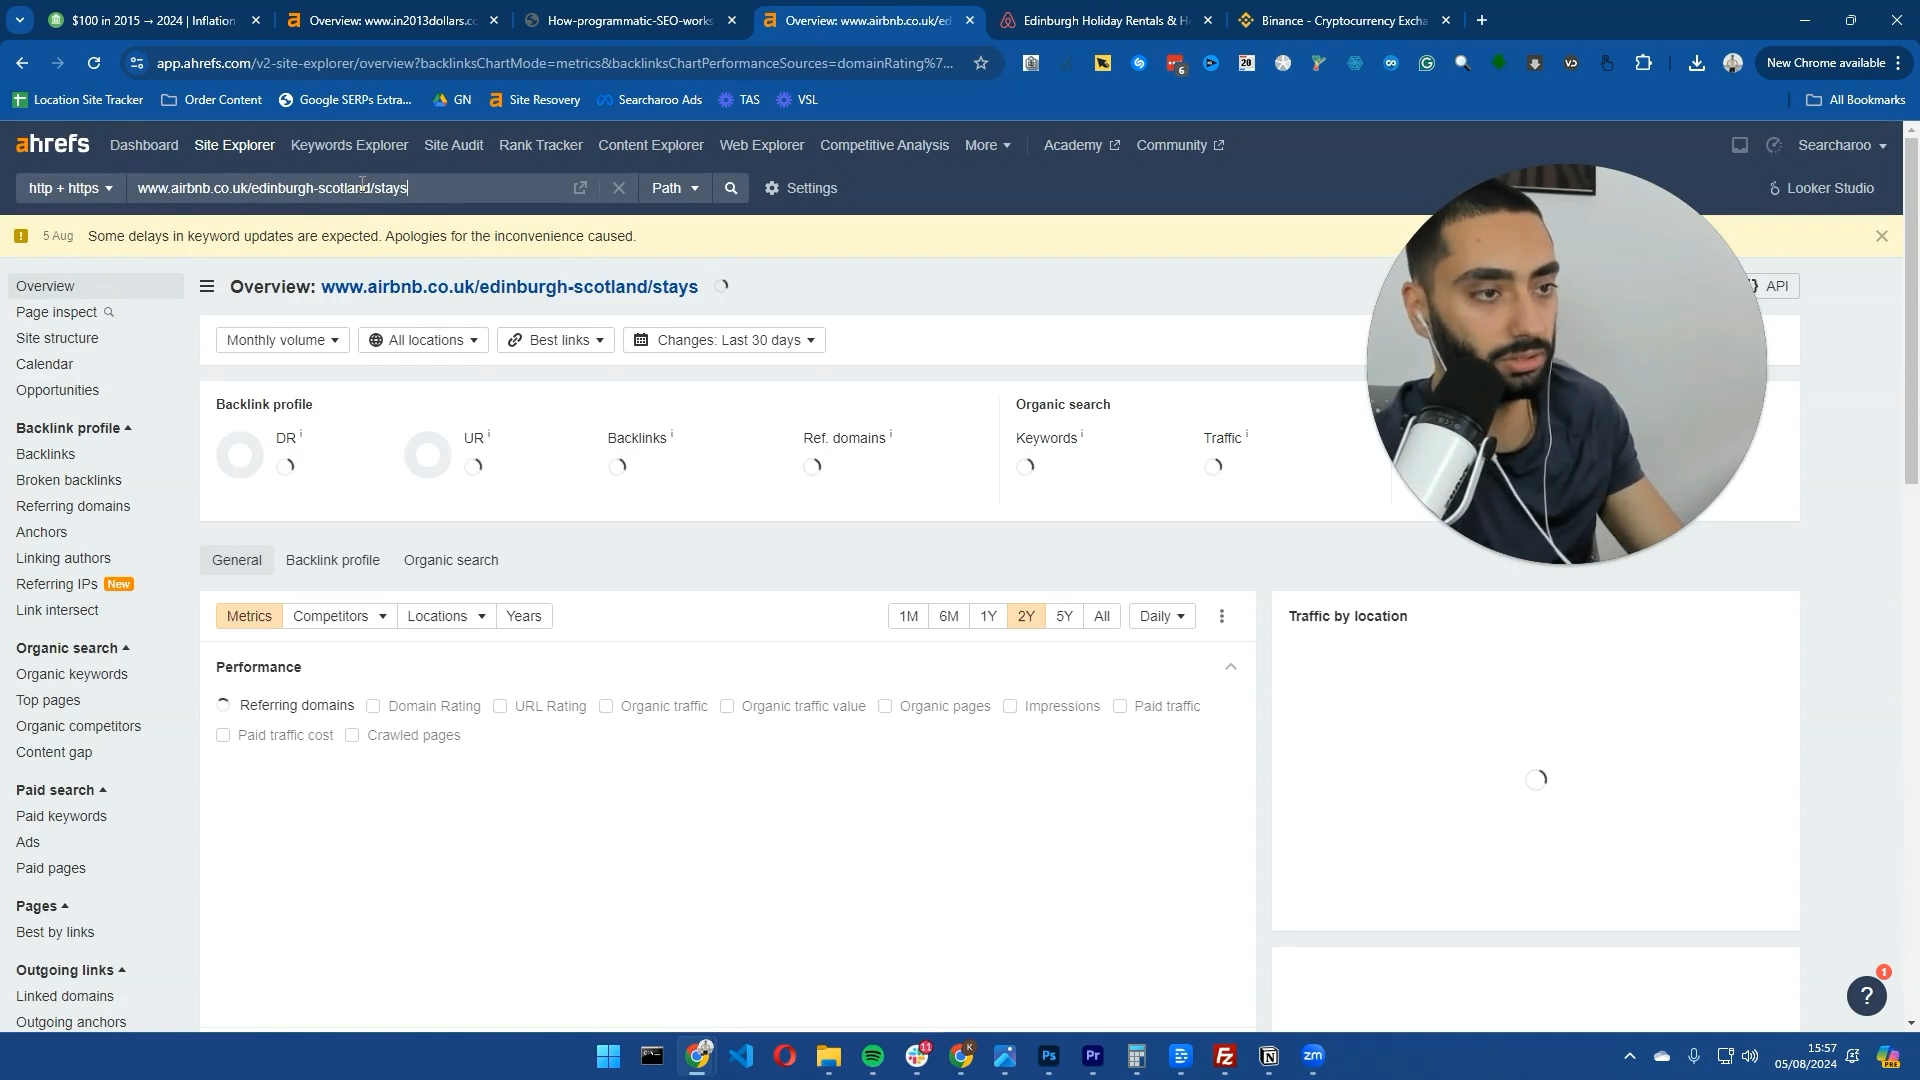 $100 in 2015 → 2024 | Inflation
Overview: www.in2013dollars.c
How-programmatic-SEO-works
Overview: www.airbnb.co.uk/ed
Edinburgh Holiday Rentals & H
Binance - Cryptocurrency Excha
app.ahrefs.com/v2-site-explorer/overview?backlinksChartMode=metrics&backlinksChartPerformanceSources=domainRating%7...
6
20
New Chrome available
Location Site Tracker
Order Content
Google SERPs Extra...
GN
Site Recovery
Searcharoo Ads
TAS
VSL
All Bookmarks
ahrefs
Dashboard
Site Explorer
Keywords Explorer
Site Audit
Rank Tracker
Content Explorer
Web Explorer
Competitive Analysis
More
Academy
Community
Searcharoo
http + https
www.airbnb.co.uk/edinburgh-scotland/stays
Path
Settings
Looker Studio
5 Aug Some delays in keyword updates are expected. Apologies for the inconvenience caused.
Overview
Page inspect
Site structure
Calendar
Opportunities
Backlink profile
Backlinks
Broken backlinks
Referring domains
Anchors
Linking authors
Referring IPs New
Link intersect
Organic search
Organic keywords
Top pages
Organic competitors
Content gap
Paid search
Paid keywords
Ads
Paid pages
Pages
Best by links
Outgoing links
Linked domains
Outgoing anchors
Overview: www.airbnb.co.uk/edinburgh-scotland/stays
API
Monthly volume
All locations
Best links
Changes: Last 30 days
Backlink profile
DR
UR
Backlinks
Ref. domains
Organic search
Keywords
Traffic
General
Backlink profile
Organic search
Metrics
Competitors
Locations
Years
1M
6M
1Y
2Y
5Y
All
Daily
Traffic by location
Performance
Referring domains
Domain Rating
URL Rating
Organic traffic
Organic traffic value
Organic pages
Impressions
Paid traffic
Paid traffic cost
Crawled pages
1
?
11
K
Ps
Pr
zm
15:57
05/08/2024
PRE